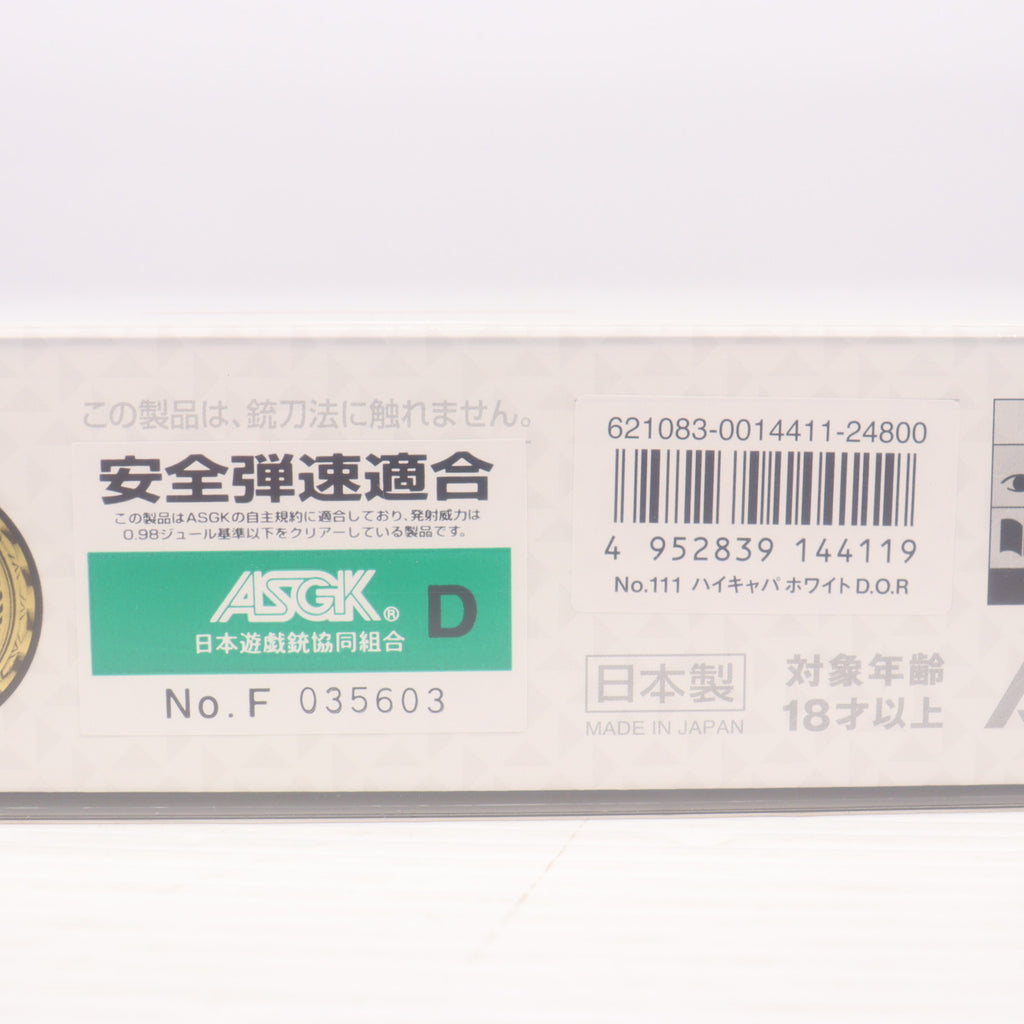 この製品は、銃刀法に触れません。
安全弾速適合
この製品はASGKの自主規約に適合しており、発射威力は
0.98ジュール基準以下をクリアーしている製品です。
ASGK® D
日本遊戯銃協同組合
No. F 035603
621083-0014411-24800
4 952839 144119
No.111 ハイキャパ ホワイト D.O.R
日本製
MADE IN JAPAN
対象年齢
18才以上